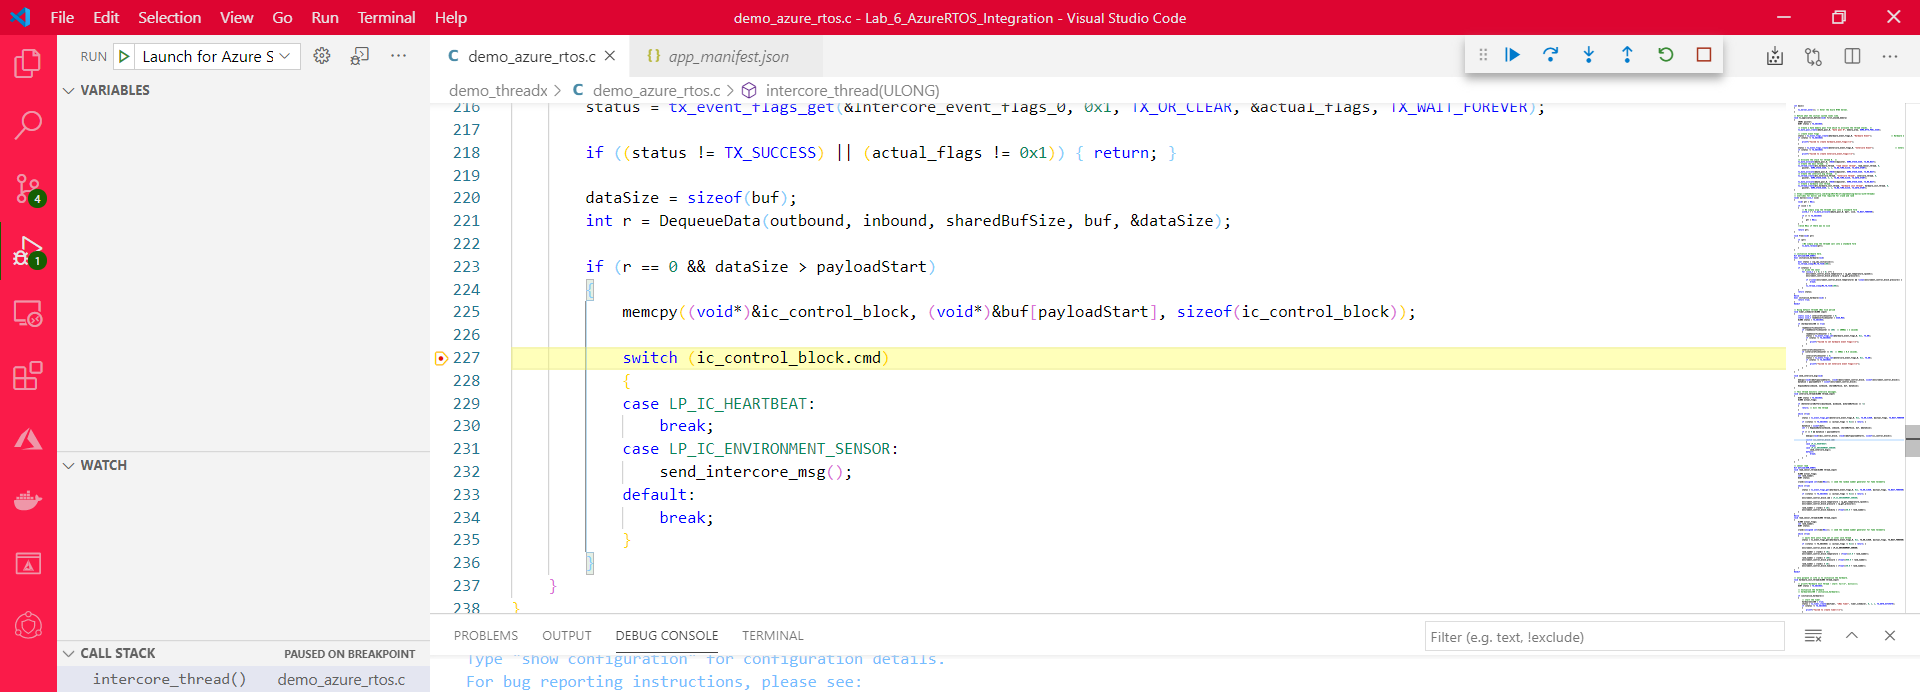 File Edit Selection View Go Run Terminal Help
demo_azure_rtos.c - Lab_6_AzureRTOS_Integration - Visual Studio Code
RUN Launch for Azure S
demo_azure_rtos.c
app_manifest.json
VARIABLES
demo_threadx > demo_azure_rtos.c > intercore_thread(ULONG)
216 status = tx_event_flags_get(&intercore_event_flags_0, 0x1, TX_OR_CLEAR, &actual_flags, TX_WAIT_FOREVER);
217
218 if ((status != TX_SUCCESS) || (actual_flags != 0x1)) { return; }
219
220 dataSize = sizeof(buf);
221 int r = DequeueData(outbound, inbound, sharedBufSize, buf, &dataSize);
222
223 if (r == 0 && dataSize > payloadStart)
224 {
225 memcpy((void*)&ic_control_block, (void*)&buf[payloadStart], sizeof(ic_control_block));
226
227 switch (ic_control_block.cmd)
228 {
229 case LP_IC_HEARTBEAT:
230 break;
231 case LP_IC_ENVIRONMENT_SENSOR:
232 send_intercore_msg();
233 default:
234 break;
235 }
236 }
237 }
238 }
4
1
WATCH
CALL STACK PAUSED ON BREAKPOINT
intercore_thread() demo_azure_rtos.c
PROBLEMS OUTPUT DEBUG CONSOLE TERMINAL
Filter (e.g. text, !exclude)
Type "show configuration" for configuration details.
For bug reporting instructions, please see: